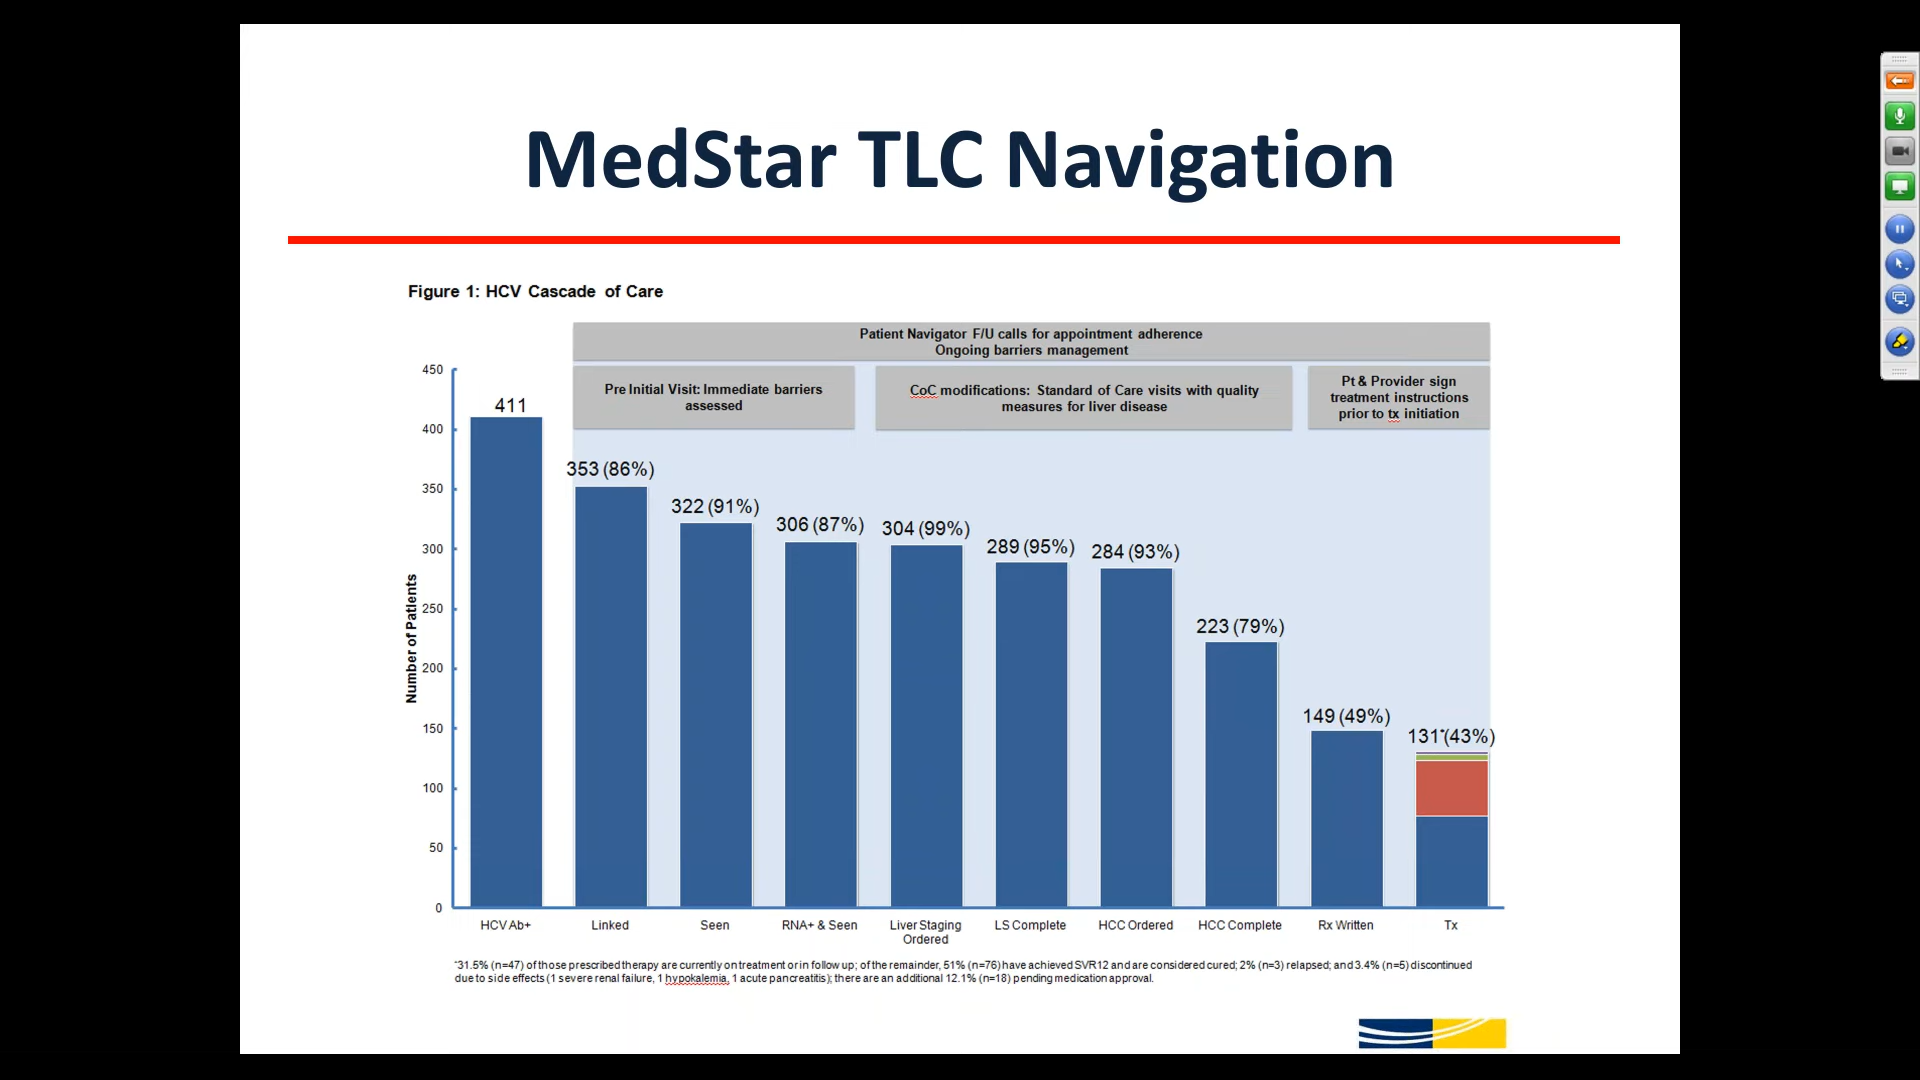 MedStar TLC Navigation
Figure 1: HCV Cascade of Care
Patient Navigator F/U calls for appointment adherence
Ongoing barriers management
Pre Initial Visit: Immediate barriers
assessed
CoC modifications: Standard of Care visits with quality
measures for liver disease
Pt & Provider sign
treatment instructions
prior to tx initiation
Number of Patients
450
400
350
300
250
200
150
100
50
0
411
353 (86%)
322 (91%)
306 (87%)
304 (99%)
289 (95%)
284 (93%)
223 (79%)
149 (49%)
131*(43%)
HCV Ab+
Linked
Seen
RNA+ & Seen
Liver Staging
Ordered
LS Complete
HCC Ordered
HCC Complete
Rx Written
Tx
*31.5% (n=47) of those prescribed therapy are currently on treatment or in follow up; of the remainder, 51% (n=76) have achieved SVR12 and are considered cured; 2% (n=3) relapsed; and 3.4% (n=5) discontinued
due to side effects (1 severe renal failure, 1 hypokalemia, 1 acute pancreatitis); there are an additional 12.1% (n=18) pending medication approval.